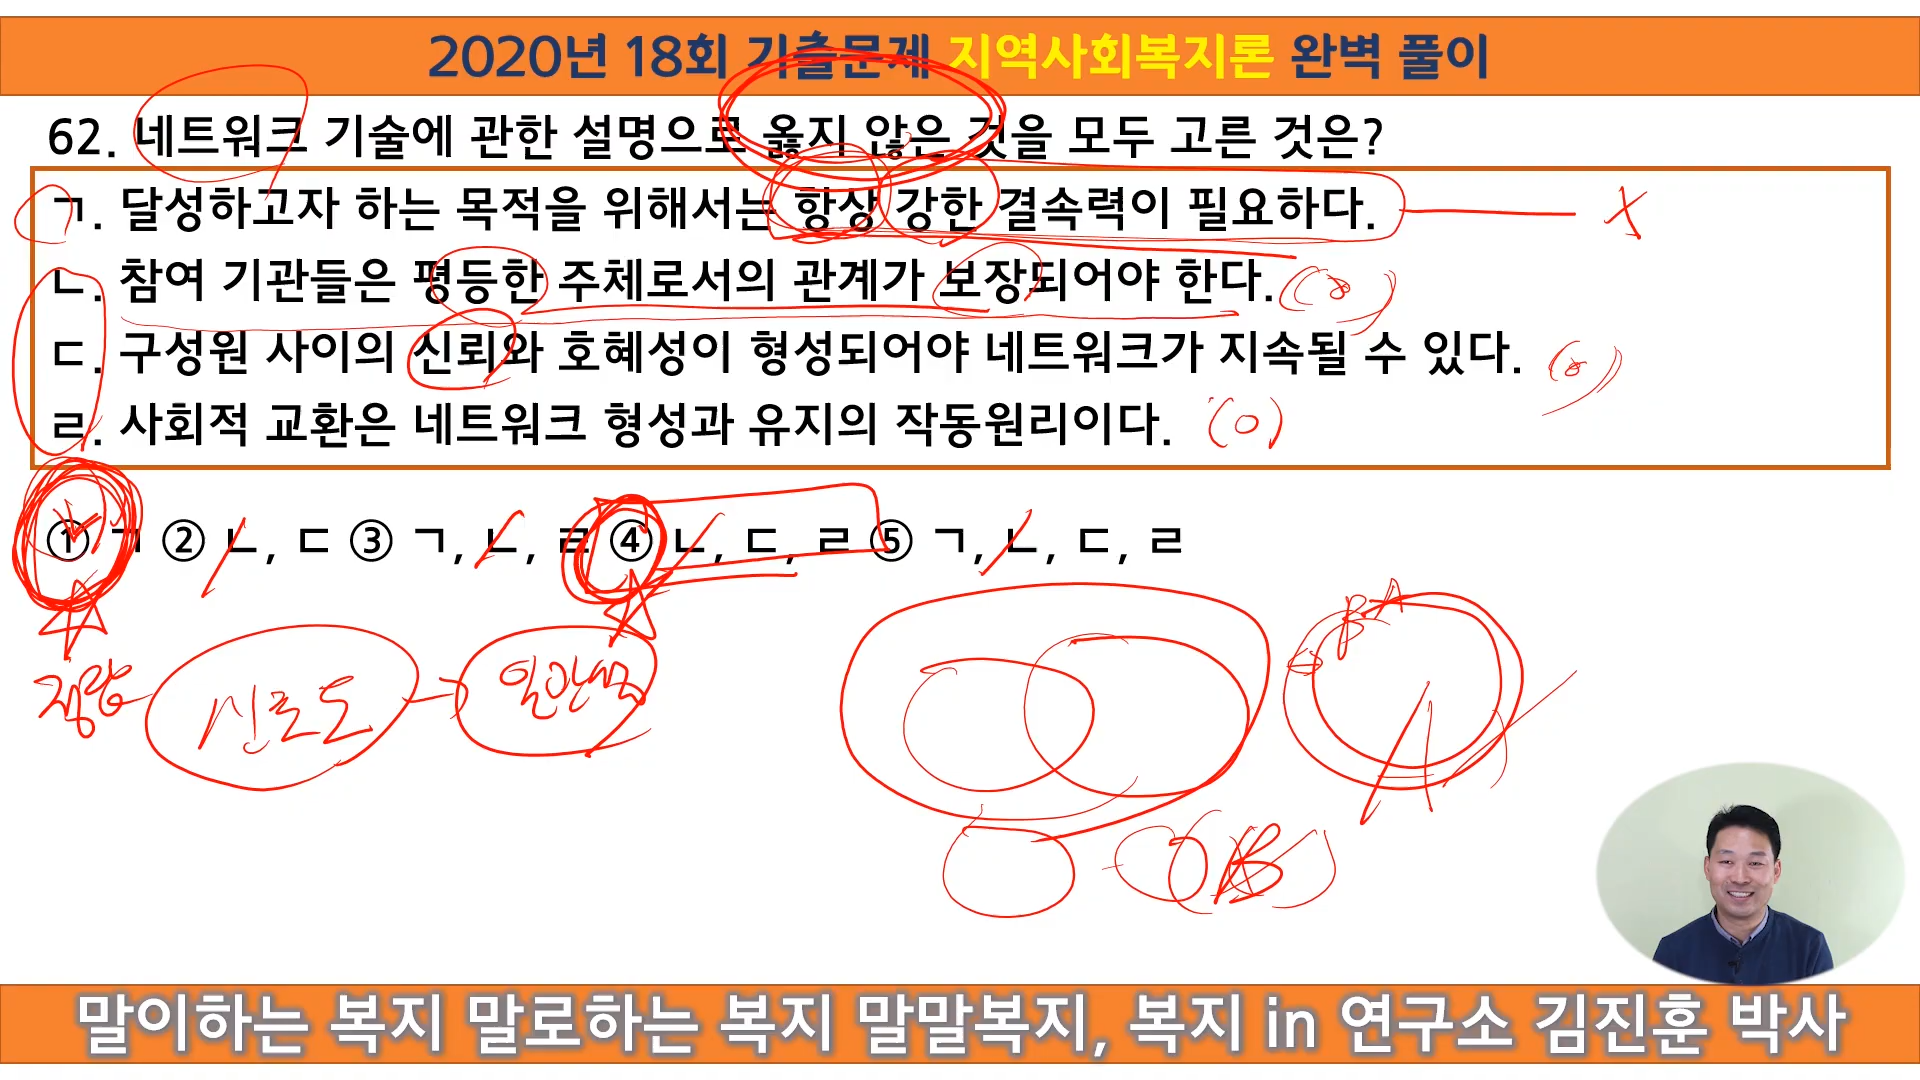 2020년 18회 기출문제 지역사회복지론 완벽 풀이
62. 네트워크 기술에 관한 설명으로 옳지 않은 것을 모두 고른 것은?
ㄱ. 달성하고자 하는 목적을 위해서는 항상 강한 결속력이 필요하다. X
ㄴ. 참여 기관들은 평등한 주체로서의 관계가 보장되어야 한다.
ㄷ. 구성원 사이의 신뢰와 호혜성이 형성되어야 네트워크가 지속될 수 있다.
ㄹ. 사회적 교환은 네트워크 형성과 유지의 작동원리이다. (O)
① ㄱ ② ㄴ, ㄷ ③ ㄱ, ㄴ, ㄹ ④ ㄴ, ㄷ, ㄹ ⑤ ㄱ, ㄴ, ㄷ, ㄹ
B A
신뢰도
A
B
말이하는 복지 말로하는 복지 말말복지, 복지 in 연구소 김진훈 박사